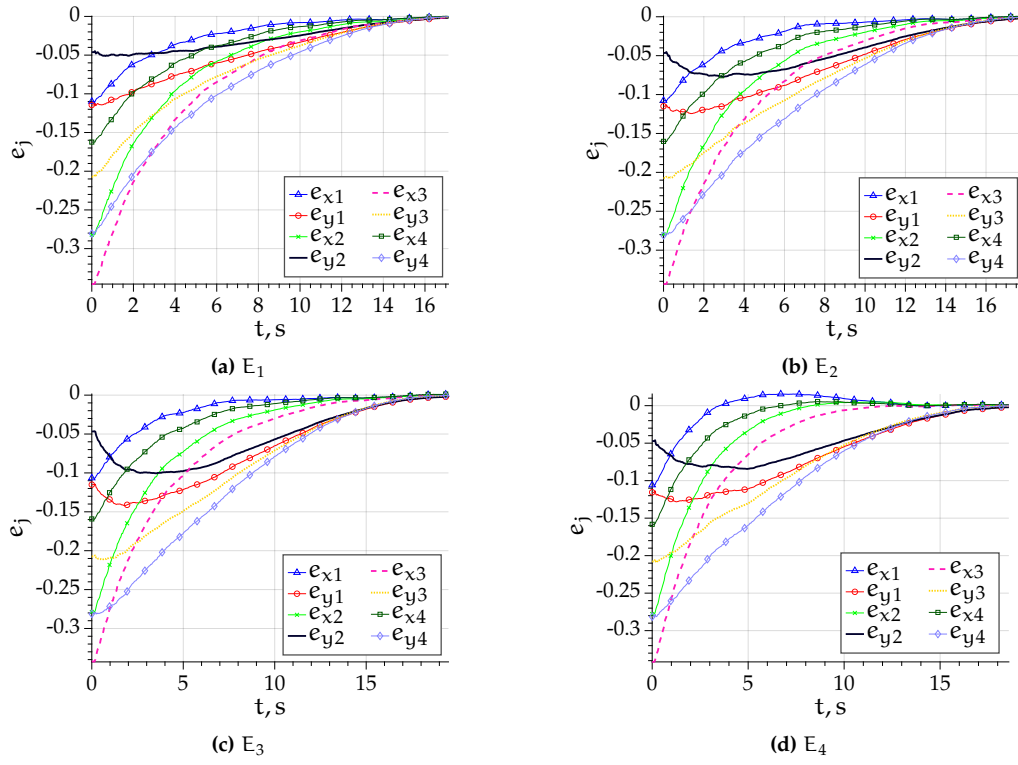 0
-0.05
-0.1
-0.15
-0.2
-0.25
-0.3
e_j
0 2 4 6 8 10 12 14 16
t, s
e_x1 e_x3
e_y1 e_y3
e_x2 e_x4
e_y2 e_y4
(a) E_1
0
-0.05
-0.1
-0.15
-0.2
-0.25
-0.3
e_j
0 2 4 6 8 10 12 14 16
t, s
e_x1 e_x3
e_y1 e_y3
e_x2 e_x4
e_y2 e_y4
(b) E_2
0
-0.05
-0.1
-0.15
-0.2
-0.25
-0.3
e_j
0 5 10 15
t, s
e_x1 e_x3
e_y1 e_y3
e_x2 e_x4
e_y2 e_y4
(c) E_3
0
-0.05
-0.1
-0.15
-0.2
-0.25
-0.3
e_j
0 5 10 15
t, s
e_x1 e_x3
e_y1 e_y3
e_x2 e_x4
e_y2 e_y4
(d) E_4